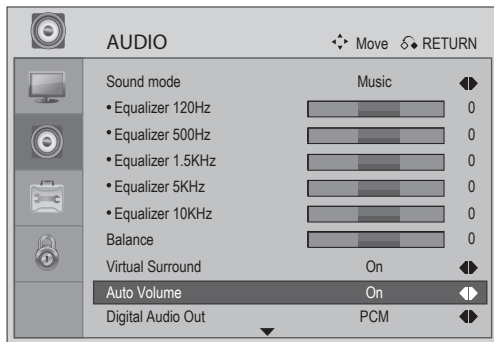 AUDIO Move RETURN
Sound mode Music
• Equalizer 120Hz 0
• Equalizer 500Hz 0
• Equalizer 1.5KHz 0
• Equalizer 5KHz 0
• Equalizer 10KHz 0
Balance 0
Virtual Surround On
Auto Volume On
Digital Audio Out PCM